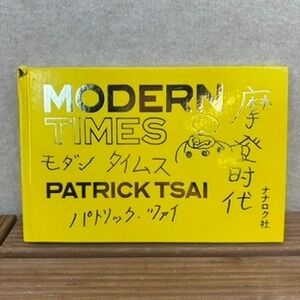 MODERN
TIMES
モダン タイムス
PATRICK TSAI
パトリック・ツァイ
摩登时代
ナナロク社